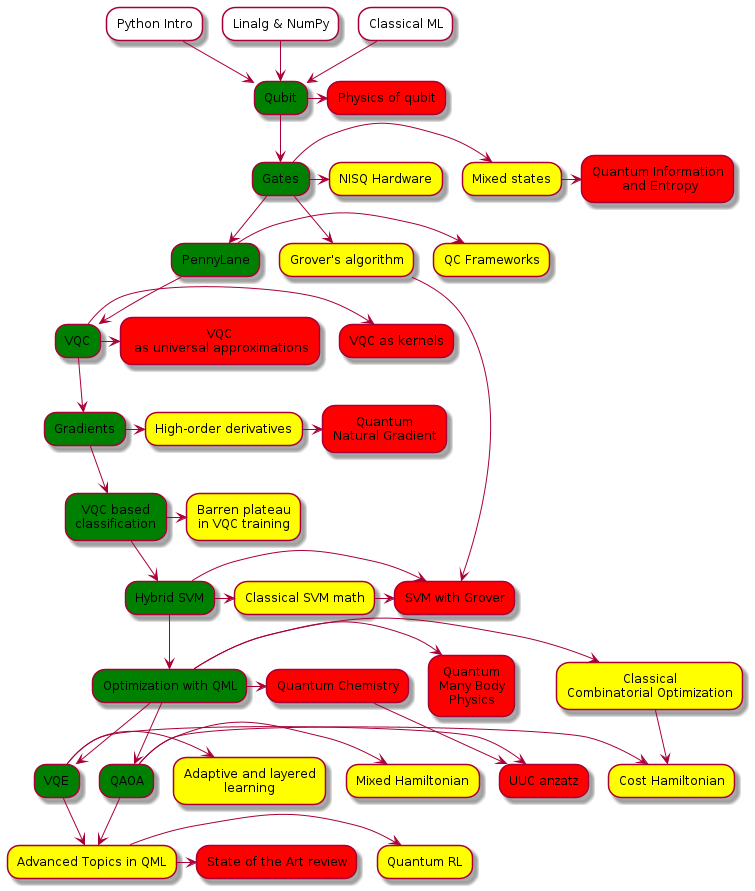 Python Intro
Linalg & NumPy
Classical ML
Qubit
Physics of qubit
Gates
NISQ Hardware
Mixed states
Quantum Information
and Entropy
PennyLane
Grover's algorithm
QC Frameworks
VQC
VQC
as universal approximations
VQC as kernels
Gradients
High-order derivatives
Quantum
Natural Gradient
VQC based
classification
Barren plateau
in VQC training
Hybrid SVM
Classical SVM math
SVM with Grover
Optimization with QML
Quantum Chemistry
Quantum
Many Body
Physics
Classical
Combinatorial Optimization
VQE
QAOA
Adaptive and layered
learning
Mixed Hamiltonian
UUC anzatz
Cost Hamiltonian
Advanced Topics in QML
State of the Art review
Quantum RL